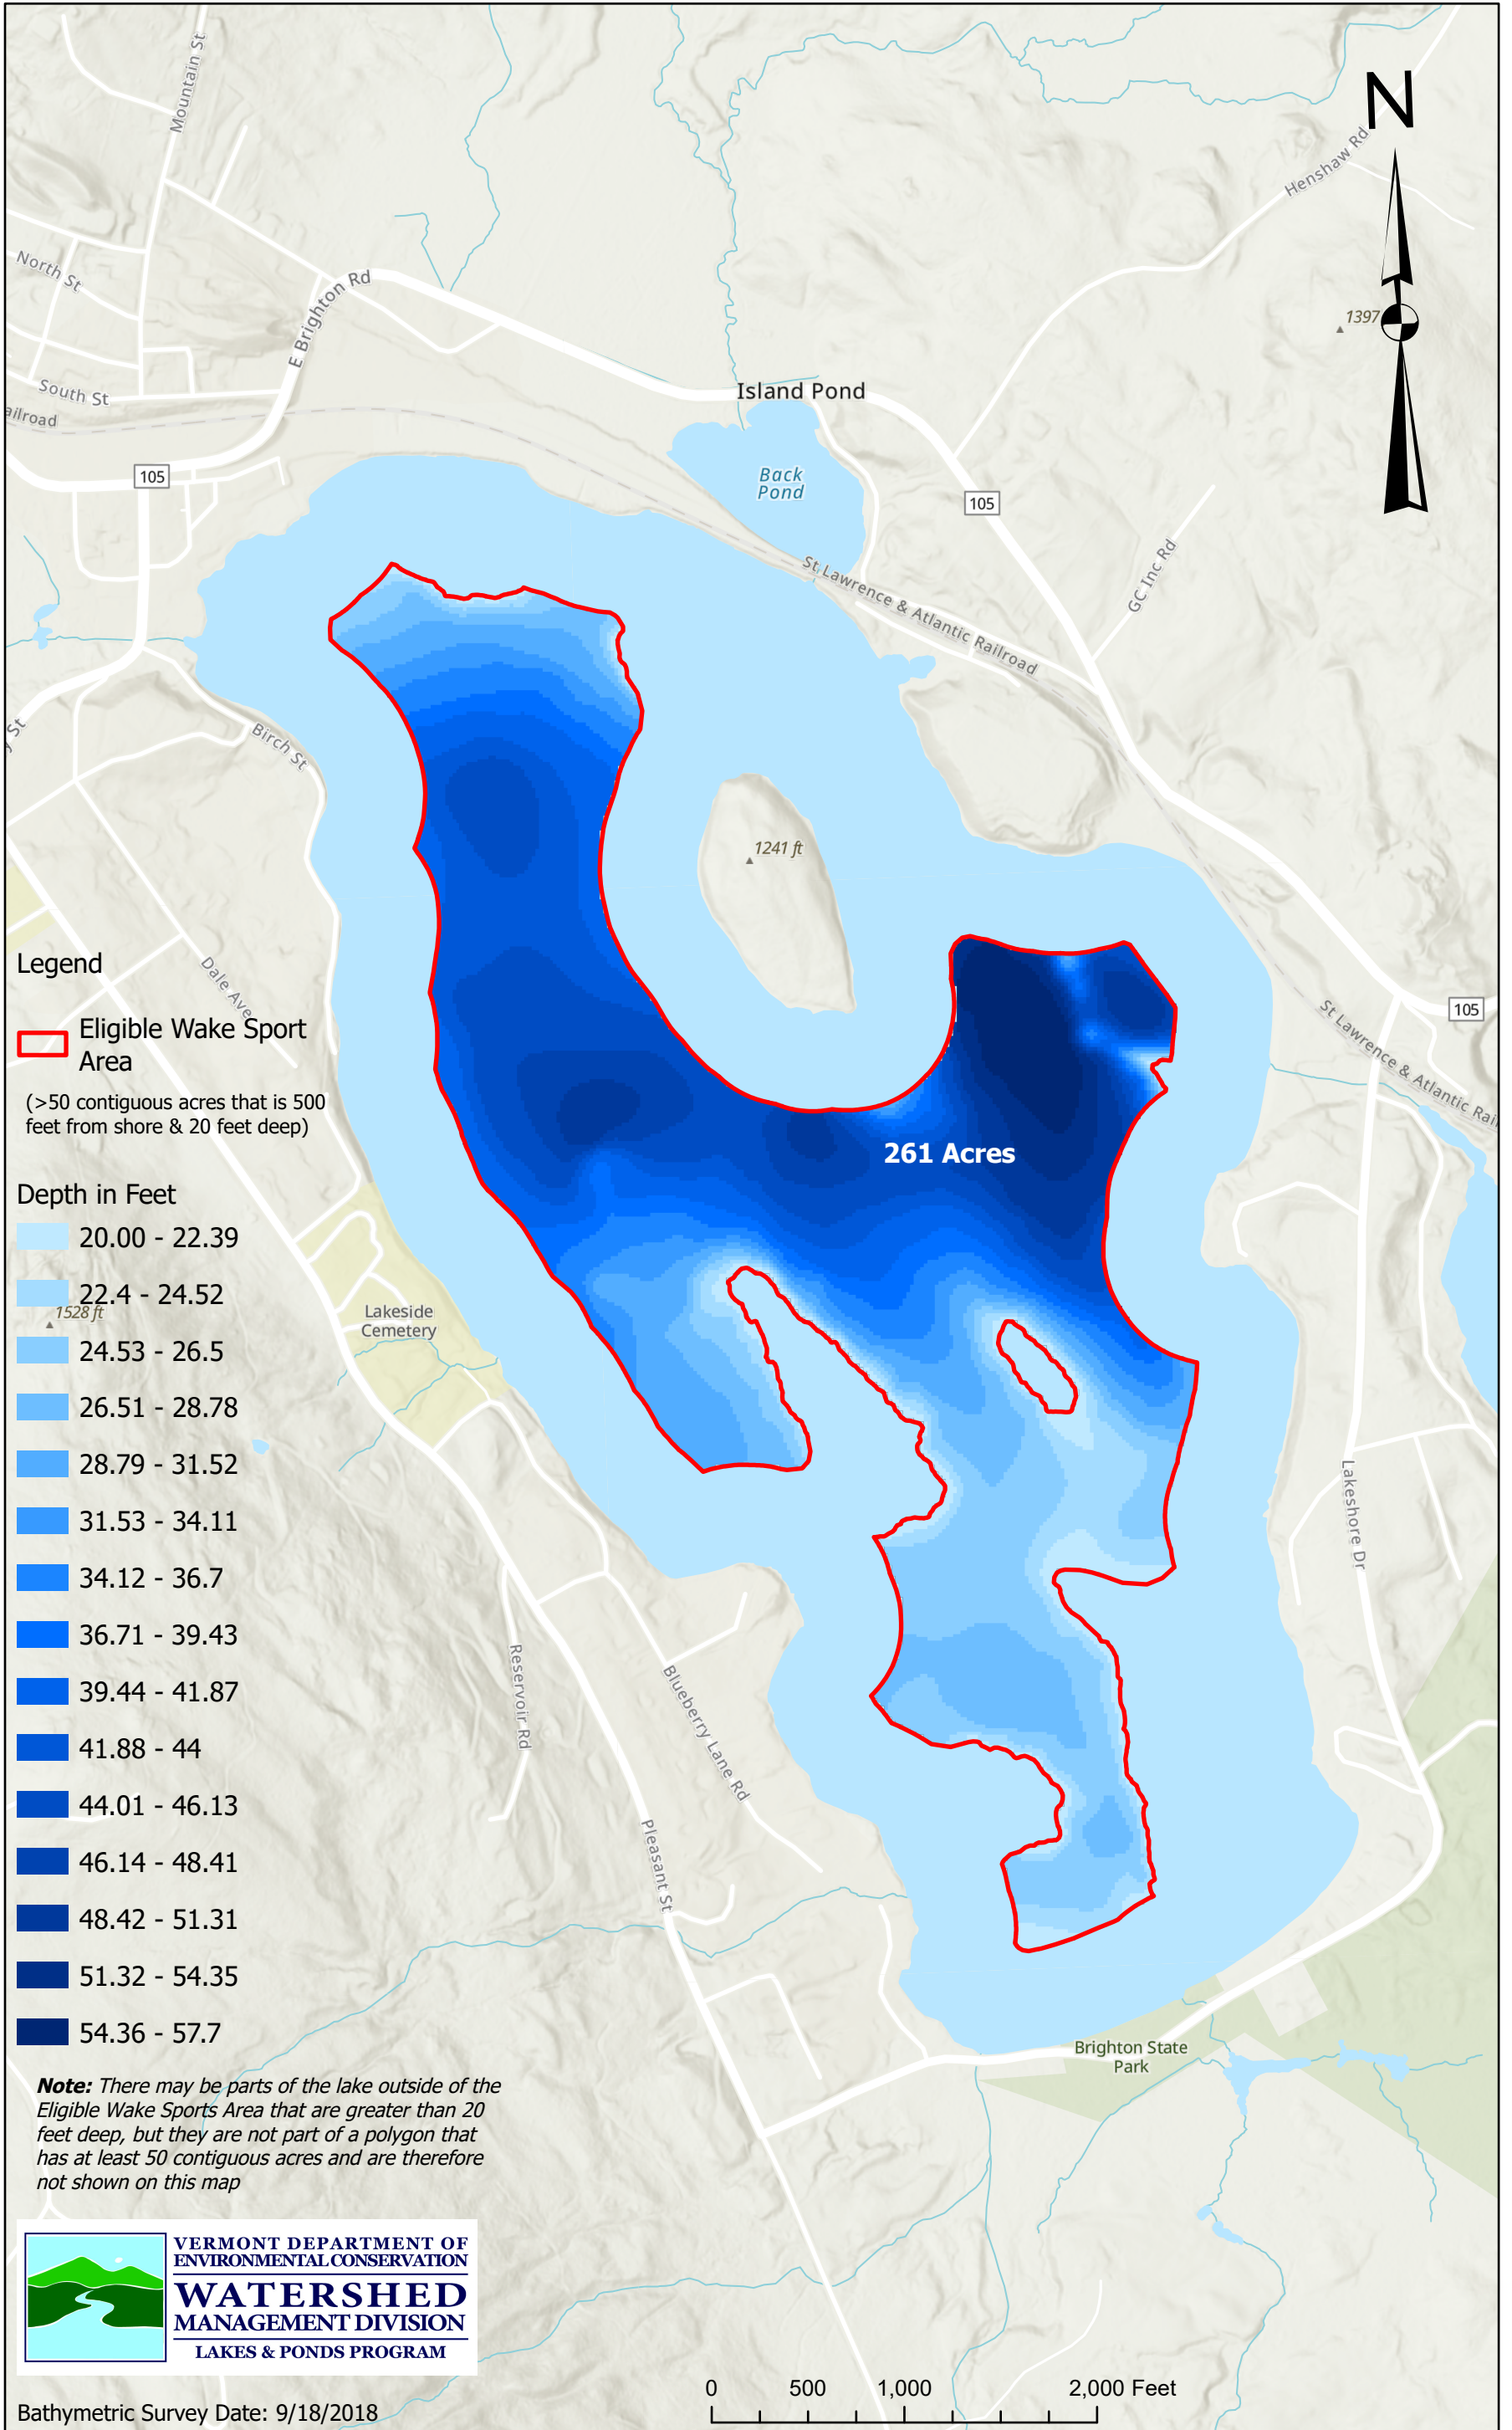 Mountain St
N
Henshaw Rd
North St
E Brighton Rd
1397
South St
ailroad
Island Pond
105
Back
Pond
105
St Lawrence & Atlantic Railroad
GC Inc Rd
y St
Birch St
1241 ft
Legend
Dale Ave
Eligible Wake Sport
Area
(>50 contiguous acres that is 500
feet from shore & 20 feet deep)
105
St Lawrence & Atlantic Rail
261 Acres
Depth in Feet
20.00 - 22.39
22.4 - 24.52
1528 ft
24.53 - 26.5
26.51 - 28.78
28.79 - 31.52
31.53 - 34.11
34.12 - 36.7
36.71 - 39.43
39.44 - 41.87
41.88 - 44
44.01 - 46.13
46.14 - 48.41
48.42 - 51.31
51.32 - 54.35
54.36 - 57.7
Lakeside
Cemetery
Lakeshore Dr
Reservoir Rd
Blueberry Lane Rd
Pleasant St
Brighton State
Park
Note: There may be parts of the lake outside of the
Eligible Wake Sports Area that are greater than 20
feet deep, but they are not part of a polygon that
has at least 50 contiguous acres and are therefore
not shown on this map
VERMONT DEPARTMENT OF
ENVIRONMENTAL CONSERVATION
WATERSHED
MANAGEMENT DIVISION
LAKES & PONDS PROGRAM
Bathymetric Survey Date: 9/18/2018
0 500 1,000 2,000 Feet